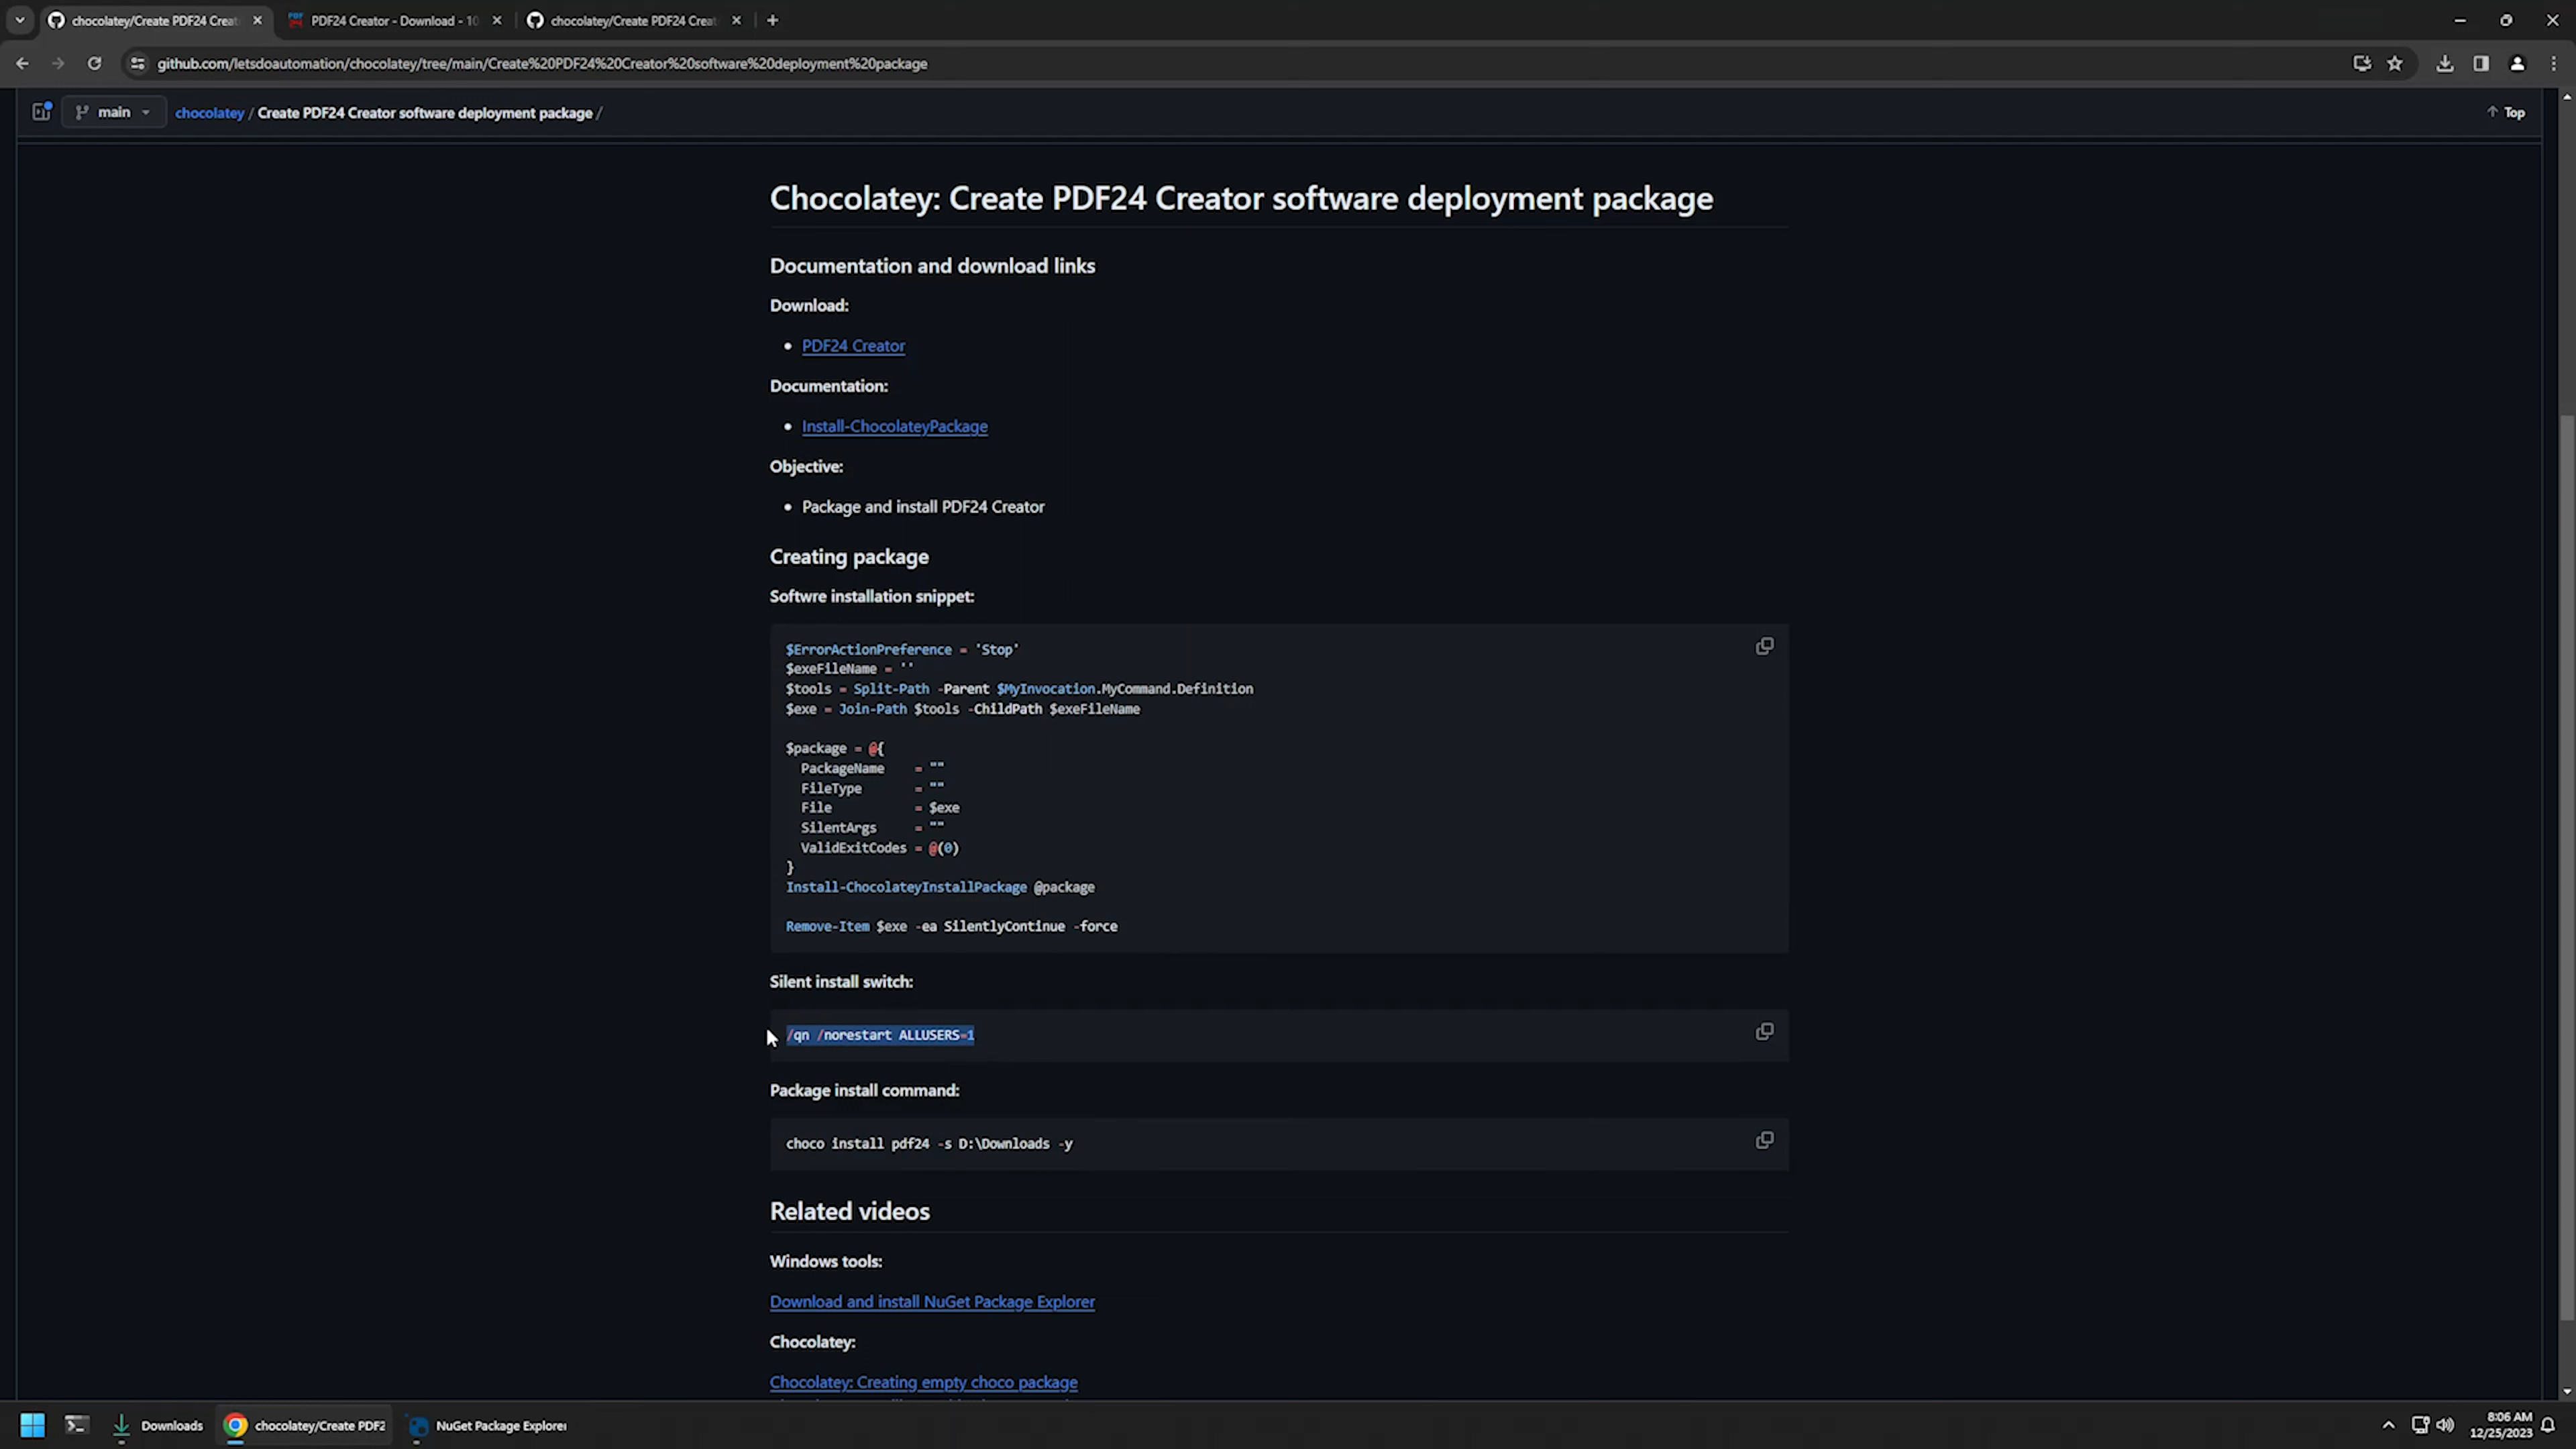 chocolatey/Create PDF24 Creat
PDF24 Creator - Download - 10
chocolatey/Create PDF24 Creat
github.com/letsdoautomation/chocolatey/tree/main/Create%20PDF24%20Creator%20software%20deployment%20package
main
chocolatey / Create PDF24 Creator software deployment package /
Top
Chocolatey: Create PDF24 Creator software deployment package
Documentation and download links
Download:
PDF24 Creator
Documentation:
Install-ChocolateyPackage
Objective:
Package and install PDF24 Creator
Creating package
Softwre installation snippet:
$ErrorActionPreference = 'Stop'
$exeFileName = ''
$tools = Split-Path -Parent $MyInvocation.MyCommand.Definition
$exe = Join-Path $tools -ChildPath $exeFileName
$package = @{
PackageName = ""
FileType = ""
File = $exe
SilentArgs = ""
ValidExitCodes = @(0)
}
Install-ChocolateyInstallPackage @package
Remove-Item $exe -ea SilentlyContinue -force
Silent install switch:
/qn /norestart ALLUSERS=1
Package install command:
choco install pdf24 -s D:\Downloads -y
Related videos
Windows tools:
Download and install NuGet Package Explorer
Chocolatey:
Chocolatey: Creating empty choco package
Downloads
chocolatey/Create PDF2
NuGet Package Explorer
8:06 AM
12/25/2023